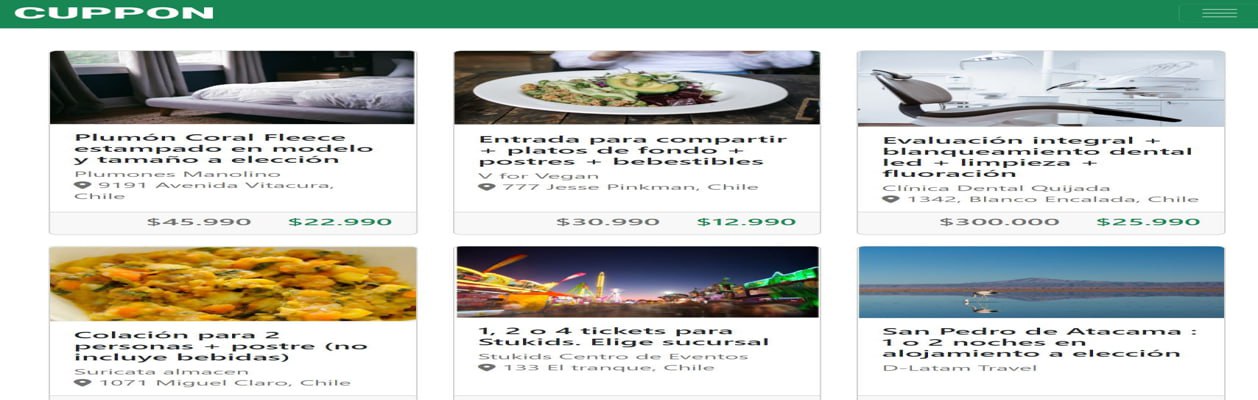 CUPPON
Plumón Coral Fleece
estampado en modelo
y tamaño a elección
Plumones Manolino
9191 Avenida Vitacura,
Chile
$45.990 $22.990
Entrada para compartir
+ platos de fondo +
postres + bebestibles
V for Vegan
777 Jesse Pinkman, Chile
$30.990 $12.990
Evaluación integral +
blanqueamiento dental
led + limpieza +
fluoración
Clínica Dental Quijada
1342, Blanco Encalada, Chile
$300.000 $25.990
Colación para 2
personas + postre (no
incluye bebidas)
Suricata almacen
1071 Miguel Claro, Chile
1, 2 o 4 tickets para
Stukids. Elige sucursal
Stukids Centro de Eventos
133 El tranque, Chile
San Pedro de Atacama :
1 o 2 noches en
alojamiento a elección
D-Latam Travel